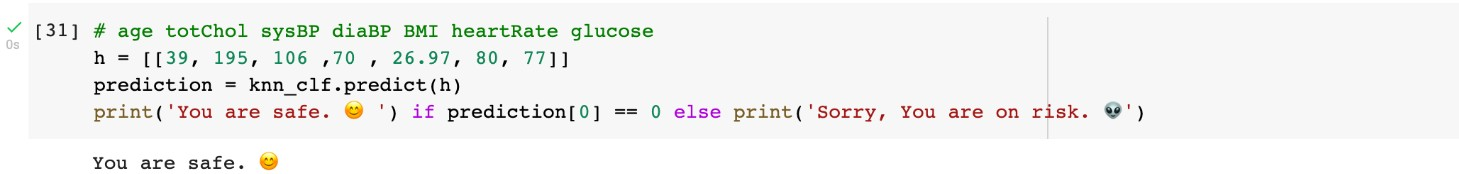 [31] # age totChol sysBP diaBP BMI heartRate glucose
0s
h = [[39, 195, 106 ,70 , 26.97, 80, 77]]
prediction = knn_clf.predict(h)
print('You are safe. 😊 ') if prediction[0] == 0 else print('Sorry, You are on risk. 👽')
You are safe. 😊